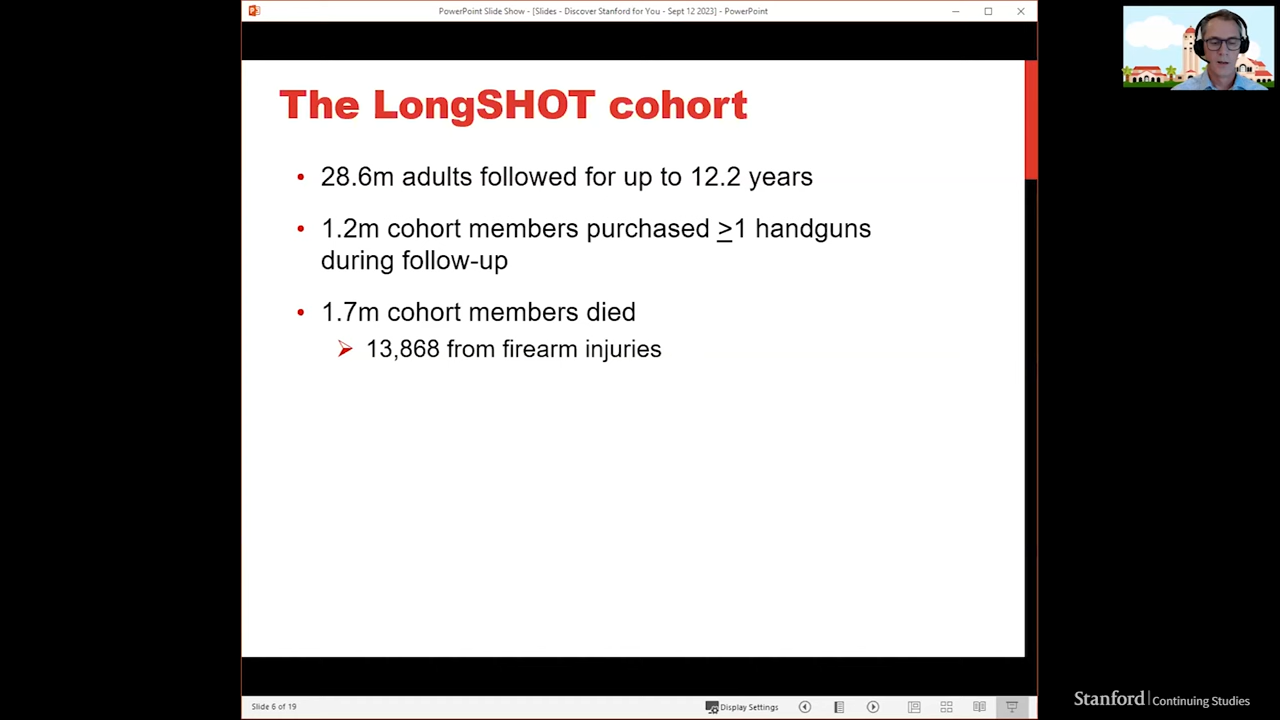 PowerPoint Slide Show - [Slides - Discover Stanford for You - Sept 12 2023] - PowerPoint
The LongSHOT cohort
• 28.6m adults followed for up to 12.2 years
• 1.2m cohort members purchased ≥1 handguns
during follow-up
• 1.7m cohort members died
➢ 13,868 from firearm injuries
Slide 6 of 19
Display Settings
Stanford | Continuing Studies